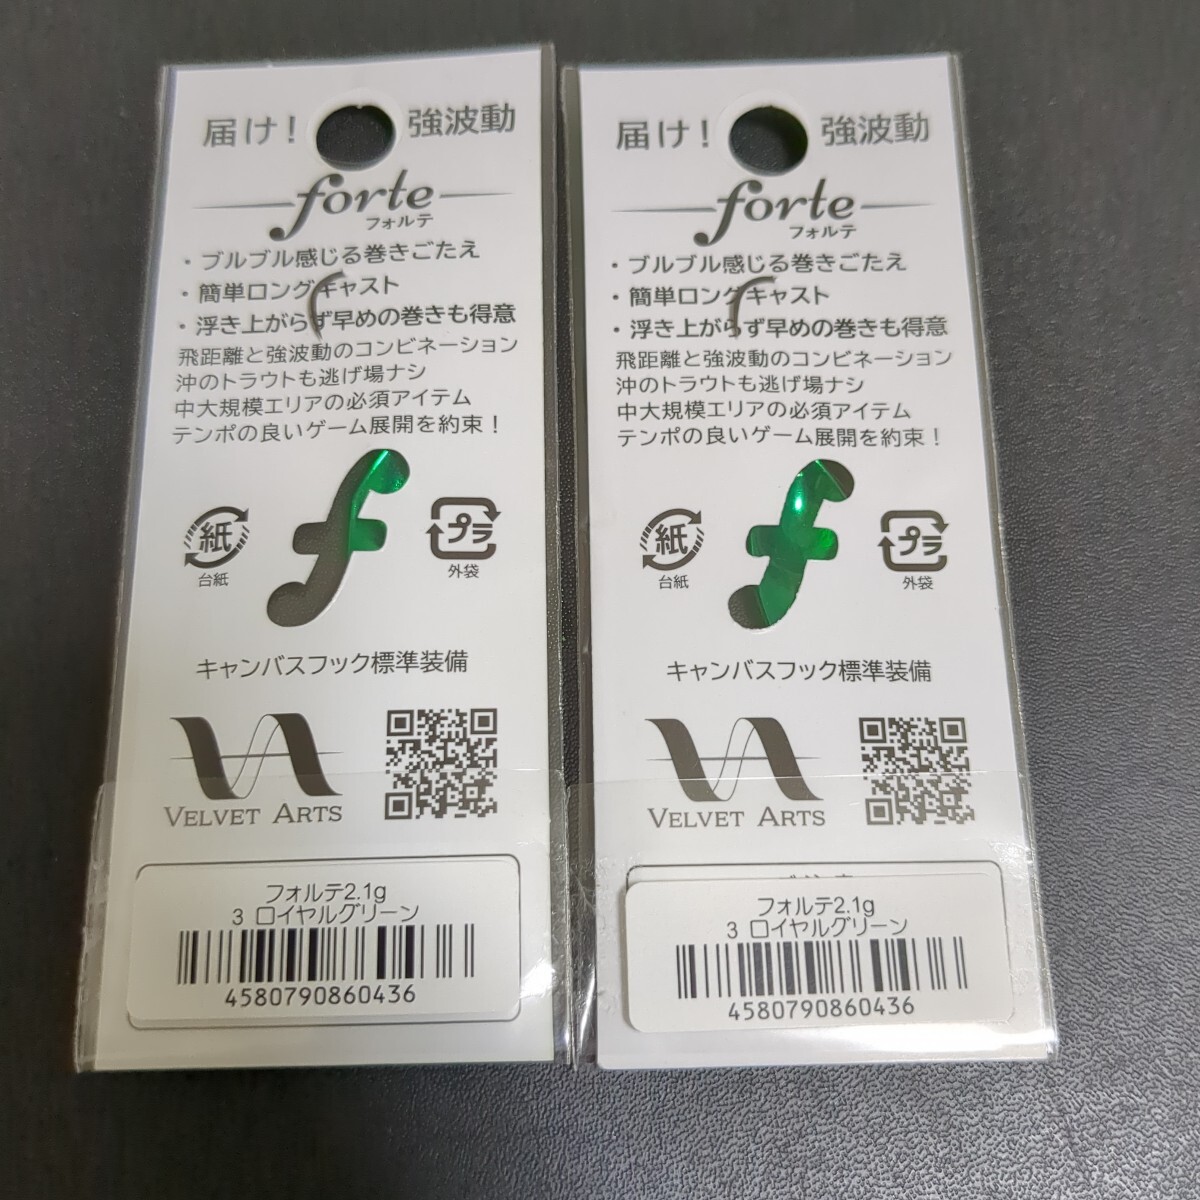 届け! 強波動
forte
フォルテ
・ブルブル感じる巻きごたえ
・簡単ロングキャスト
・浮き上がらず早めの巻きも得意
飛距離と強波動のコンビネーション
沖のトラウトも逃げ場ナシ
中大規模エリアの必須アイテム
テンポの良いゲーム展開を約束!
紙
台紙
f
プラ
外袋
キャンバスフック標準装備
VELVET ARTS
フォルテ2.1g
3 ロイヤルグリーン
4580790860436
届け! 強波動
forte
フォルテ
・ブルブル感じる巻きごたえ
・簡単ロングキャスト
・浮き上がらず早めの巻きも得意
飛距離と強波動のコンビネーション
沖のトラウトも逃げ場ナシ
中大規模エリアの必須アイテム
テンポの良いゲーム展開を約束!
紙
台紙
f
プラ
外袋
キャンバスフック標準装備
VELVET ARTS
フォルテ2.1g
3 ロイヤルグリーン
4580790860436